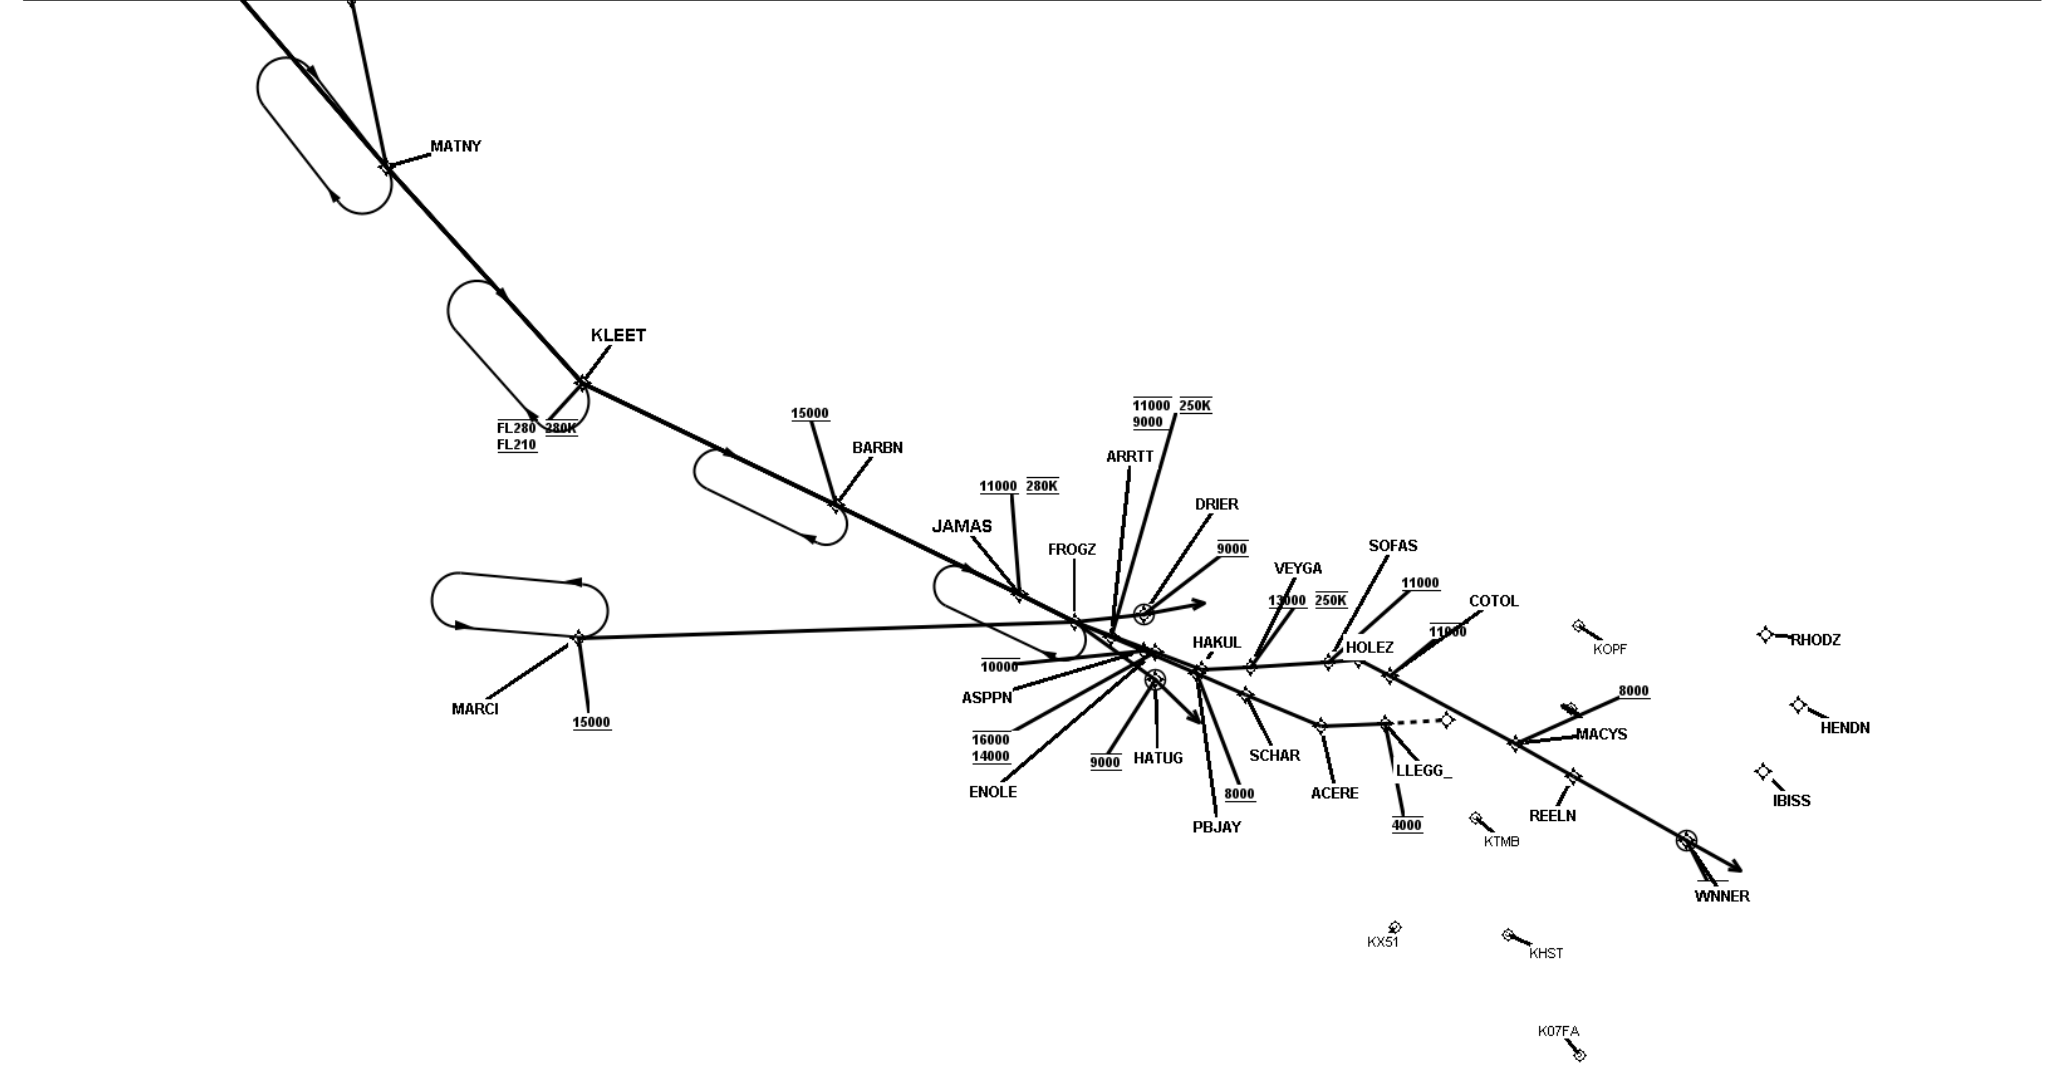 MATNY
KLEET
FL280 280K
FL210
15000
BARBN
11000 250K
9000
ARRTT
11000 280K
JAMAS
DRIER
FROGZ
9000
SOFAS
VEYGA
11000
13000 250K
COTOL
11000
HAKUL
HOLEZ
KOPF
RHODZ
10000
ASPPN
MARCI
15000
8000
MACYS
HENDN
16000
14000
9000
HATUG
SCHAR
LLEGG_
ENOLE
8000
ACERE
IBISS
PBJAY
4000
REELN
KTMB
WNNER
KX51
KHST
K07FA